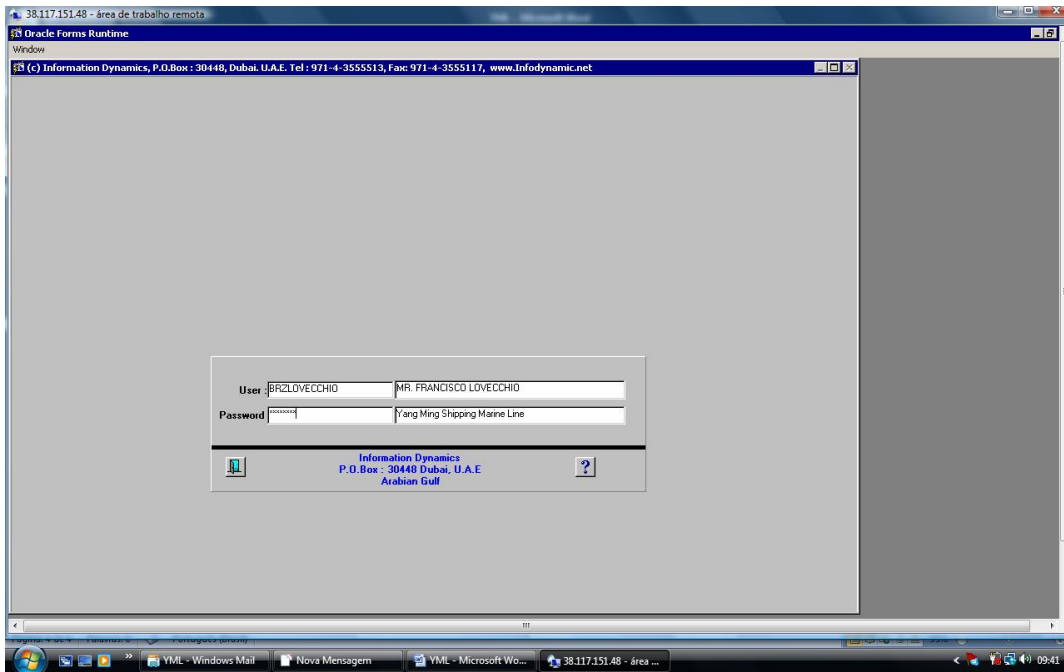 38.117.151.48 - área de trabalho remota
Oracle Forms Runtime
Window
(c) Information Dynamics, P.O.Box : 30448, Dubai. U.A.E. Tel : 971-4-3555513, Fax: 971-4-3555117, www.Infodynamic.net
User : BRZLOVECCHIO MR. FRANCISCO LOVECCHIO
Password xxxxxxxx Yang Ming Shipping Marine Line
Information Dynamics
P.O.Box : 30448 Dubai, U.A.E
Arabian Gulf
?
YML - Windows Mail Nova Mensagem YML - Microsoft Wo... 38.117.151.48 - área ... 09:41